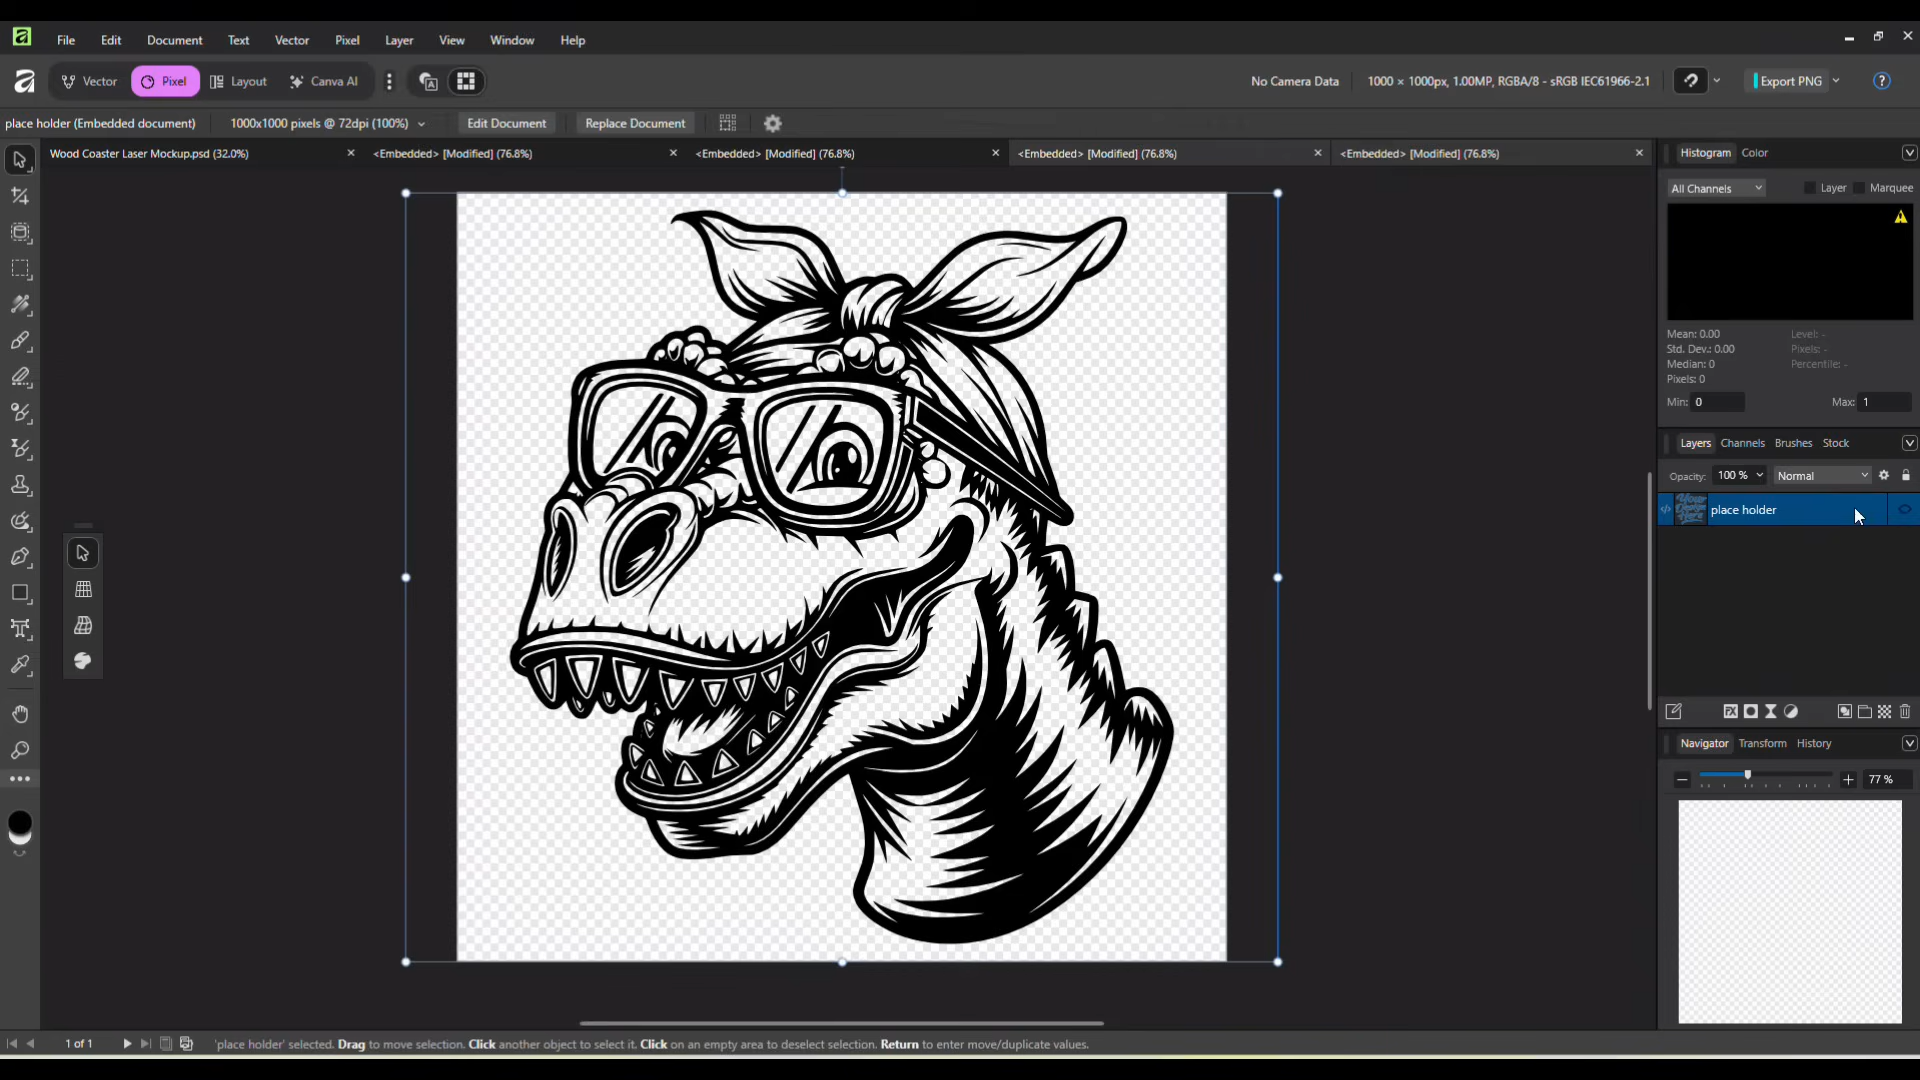 File Edit Document Text Vector Pixel Layer View Window Help
Vector Pixel Layout Canva AI No Camera Data 1000 × 1000px, 1.00MP, RGBA/8 - sRGB IEC61966-2.1 Export PNG
place holder (Embedded document) 1000x1000 pixels @ 72dpi (100%) Edit Document Replace Document
Wood Coaster Laser Mockup.psd (32.0%) <Embedded> [Modified] (76.8%) <Embedded> [Modified] (76.8%) <Embedded> [Modified] (76.8%) <Embedded> [Modified] (76.8%)
Histogram Color
All Channels Layer Marquee
Mean: 0.00 Level: -
Std. Dev.: 0.00 Pixels: -
Median: 0 Percentile: -
Pixels: 0
Min: 0 Max: 1
Layers Channels Brushes Stock
Opacity: 100 % Normal
Your Design Here
place holder
Navigator Transform History
77 %
1 of 1 'place holder' selected. Drag to move selection. Click another object to select it. Click on an empty area to deselect selection. Return to enter move/duplicate values.